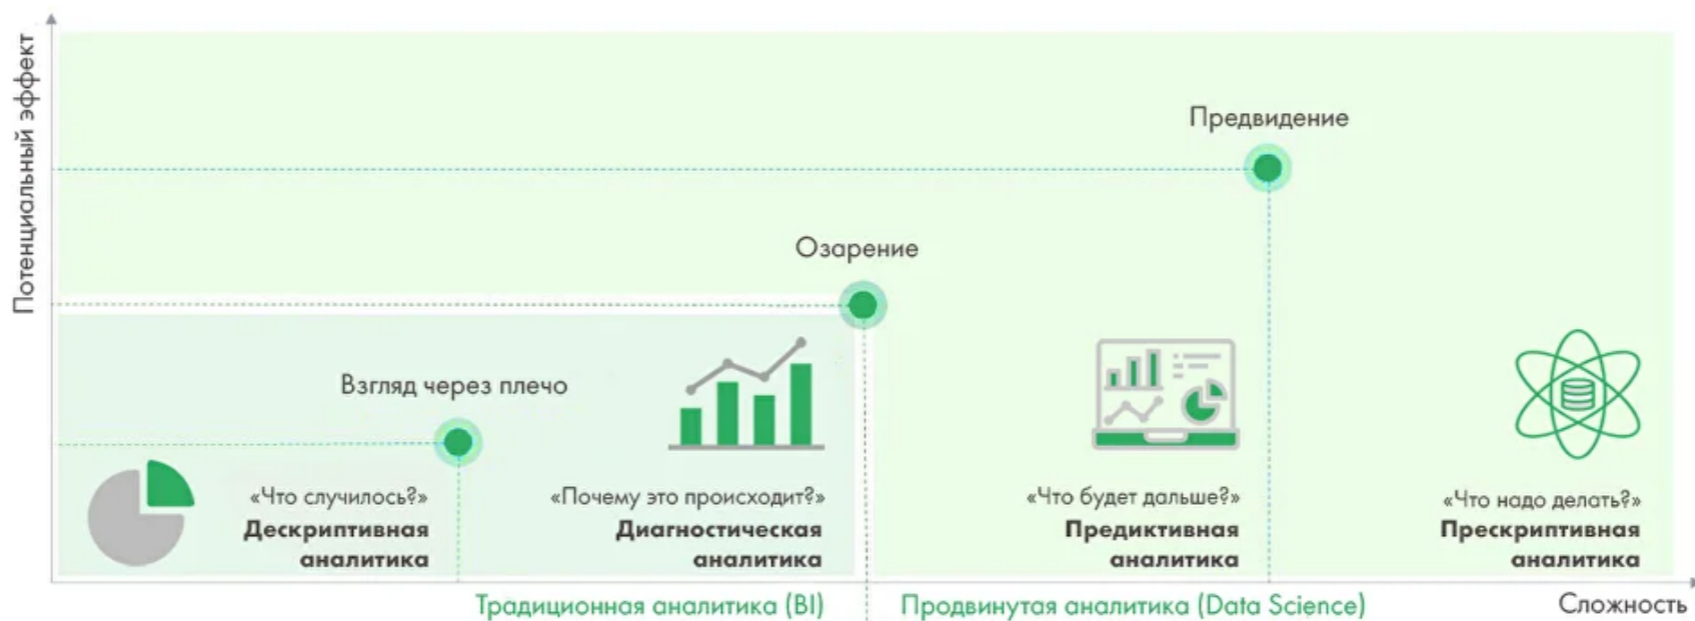 Потенциальный эффект
Предвидение
Озарение
Взгляд через плечо
«Что случилось?»
Дескриптивная
аналитика
«Почему это происходит?»
Диагностическая
аналитика
«Что будет дальше?»
Предиктивная
аналитика
«Что надо делать?»
Прескриптивная
аналитика
Традиционная аналитика (BI)
Продвинутая аналитика (Data Science)
Сложность